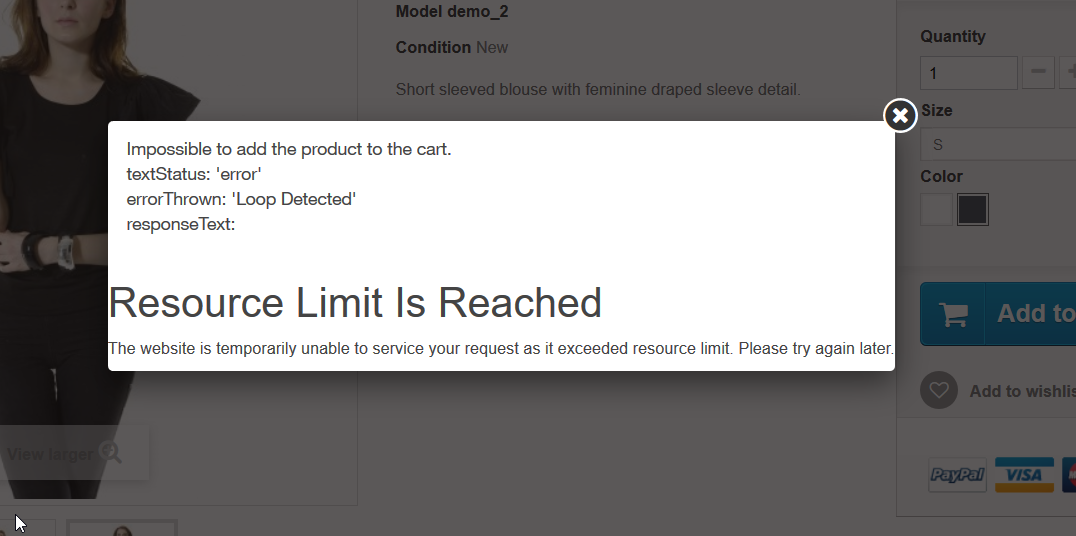 Model demo_2
Condition New
Short sleeved blouse with feminine draped sleeve detail.
Quantity
1
Size
S
Color
Impossible to add the product to the cart.
textStatus: 'error'
errorThrown: 'Loop Detected'
responseText:
Resource Limit Is Reached
The website is temporarily unable to service your request as it exceeded resource limit. Please try again later.
Add to
Add to wishlis
View larger
PayPal
VISA